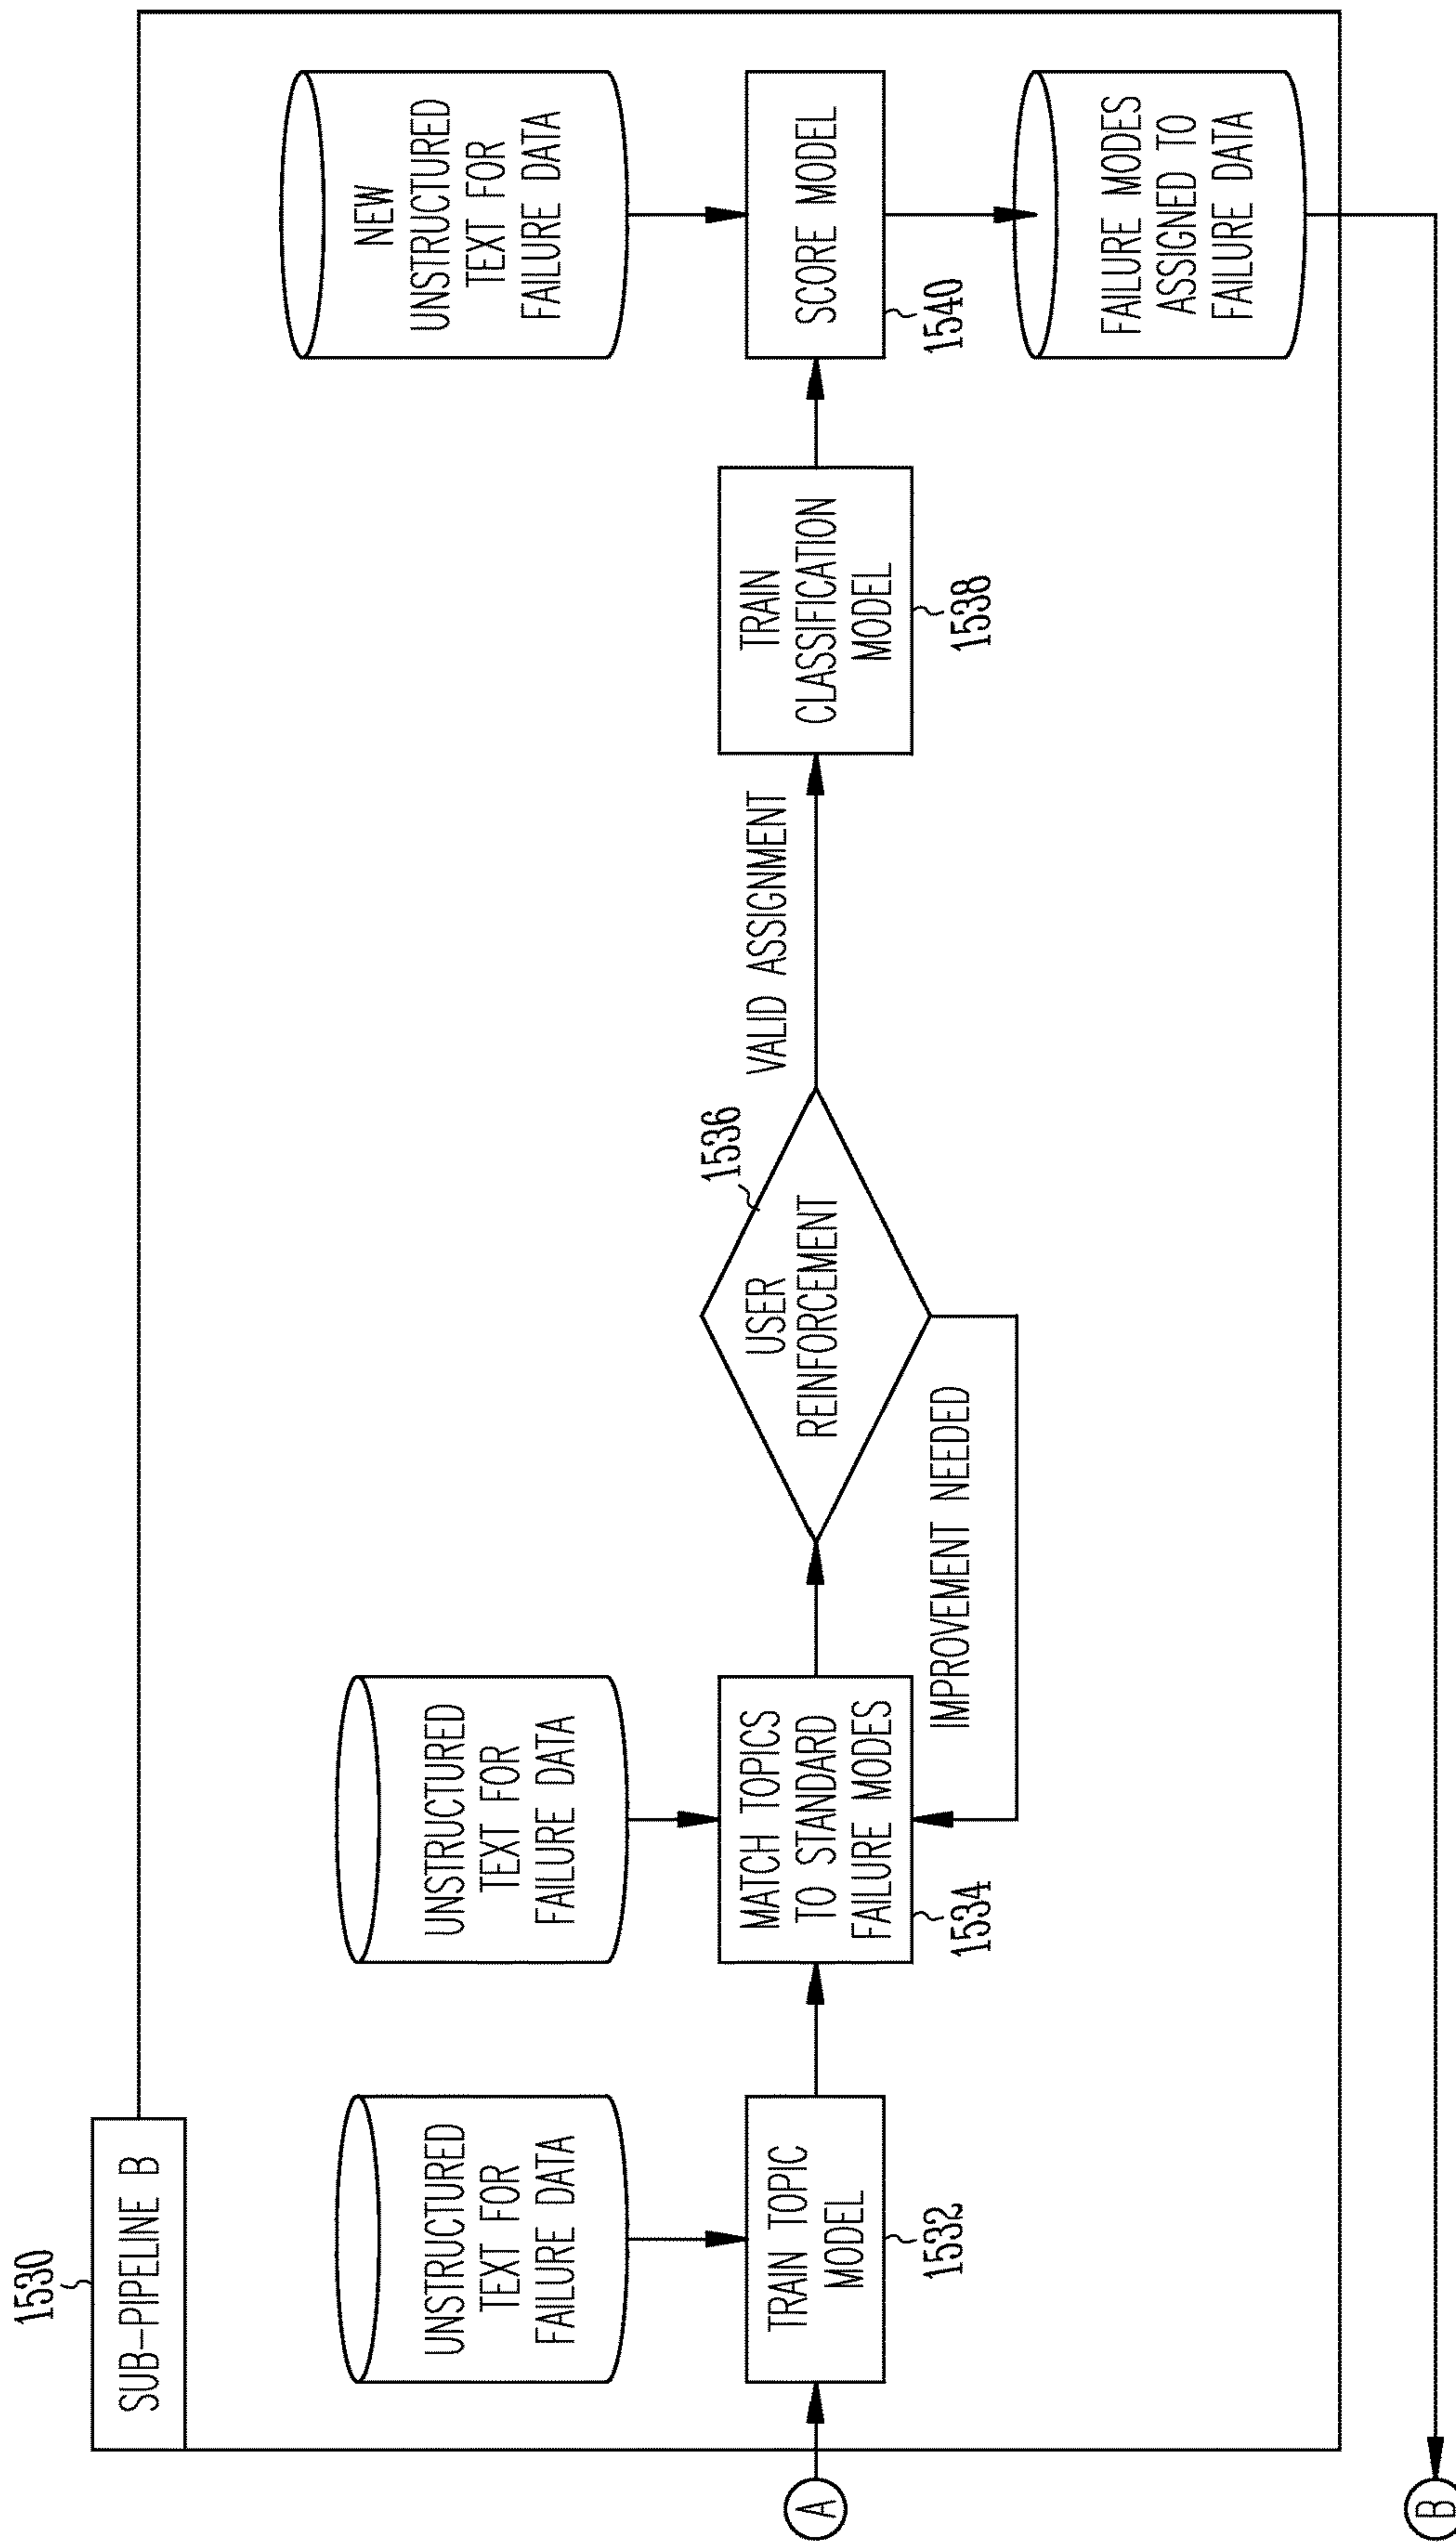 1530
SUB-PIPELINE B
UNSTRUCTURED
TEXT FOR
FAILURE DATA
UNSTRUCTURED
TEXT FOR
FAILURE DATA
NEW
UNSTRUCTURED
TEXT FOR
FAILURE DATA
A
TRAIN TOPIC
MODEL
1532
MATCH TOPICS
TO STANDARD
FAILURE MODES
1534
USER
REINFORCEMENT
1536
IMPROVEMENT NEEDED
VALID ASSIGNMENT
TRAIN
CLASSIFICATION
MODEL
1538
SCORE MODEL
1540
FAILURE MODES
ASSIGNED TO
FAILURE DATA
B